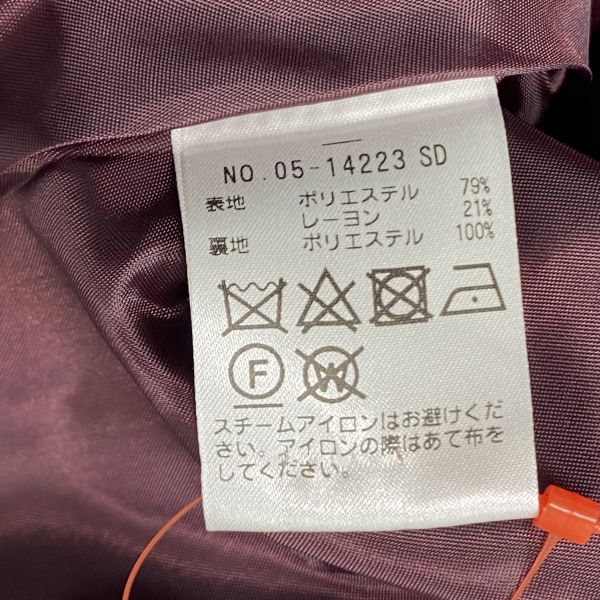 NO.05-14223 SD
表地 ポリエステル 79%
レーヨン 21%
裏地 ポリエステル 100%
F W
スチームアイロンはお避けくだ
さい。アイロンの際はあて布を
してください。